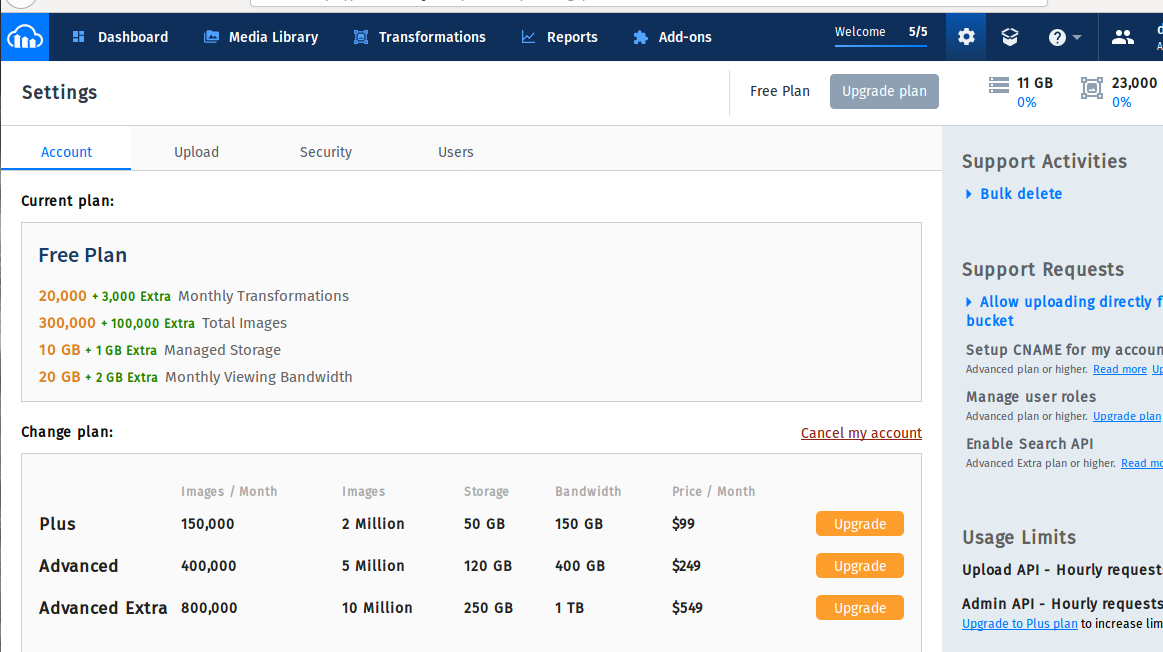 Dashboard Media Library Transformations Reports Add-ons Welcome 5/5
Settings
Free Plan Upgrade plan 11 GB 0% 23,000 0%
Account Upload Security Users
Current plan:
Free Plan
20,000 + 3,000 Extra Monthly Transformations
300,000 + 100,000 Extra Total Images
10 GB + 1 GB Extra Managed Storage
20 GB + 2 GB Extra Monthly Viewing Bandwidth
Change plan: Cancel my account
Images / Month Images Storage Bandwidth Price / Month
Plus 150,000 2 Million 50 GB 150 GB $99 Upgrade
Advanced 400,000 5 Million 120 GB 400 GB $249 Upgrade
Advanced Extra 800,000 10 Million 250 GB 1 TB $549 Upgrade
Support Activities
Bulk delete
Support Requests
Allow uploading directly f
bucket
Setup CNAME for my accoun
Advanced plan or higher. Read more Up
Manage user roles
Advanced plan or higher. Upgrade plan
Enable Search API
Advanced Extra plan or higher. Read mo
Usage Limits
Upload API - Hourly request
Admin API - Hourly requests
Upgrade to Plus plan to increase lim